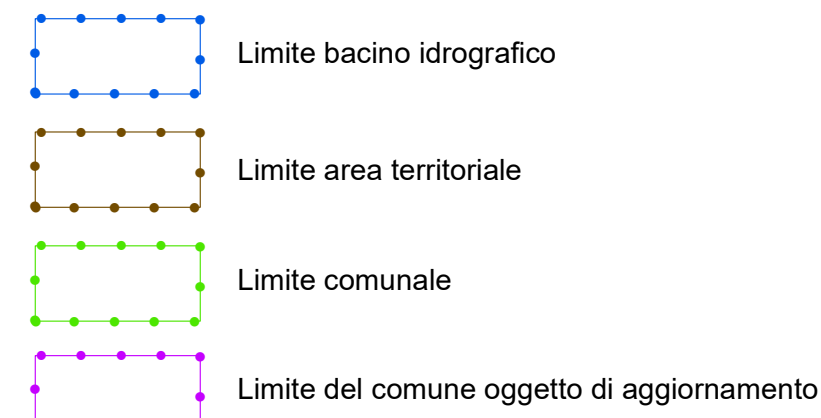 Limite bacino idrografico
Limite area territoriale
Limite comunale
Limite del comune oggetto di aggiornamento